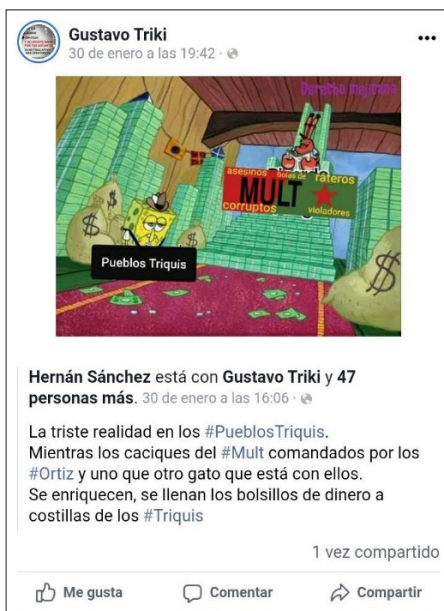 Gustavo Triki
30 de enero a las 19:42
MULT
asesinos
bolas de
ráteros
corruptos
violadores
Pueblos Triquis
$
$
$
Hernán Sánchez está con Gustavo Triki y 47
personas más. 30 de enero a las 16:06
La triste realidad en los #PueblosTriquis.
Mientras los caciques del #Mult comandados por los
#Ortiz y uno que otro gato que está con ellos.
Se enriquecen, se llenan los bolsillos de dinero a
costillas de los #Triquis
1 vez compartido
Me gusta
Comentar
Compartir